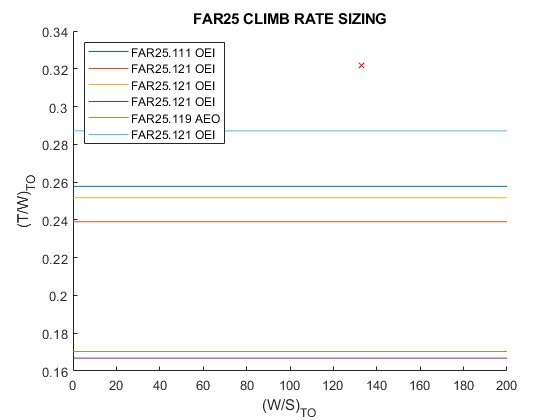 FAR25 CLIMB RATE SIZING
0.34
0.32
0.3
0.28
0.26
0.24
0.22
0.2
0.18
0.16
(T/W)TO
FAR25.111 OEI
FAR25.121 OEI
FAR25.121 OEI
FAR25.121 OEI
FAR25.119 AEO
FAR25.121 OEI
0 20 40 60 80 100 120 140 160 180 200
(W/S)TO